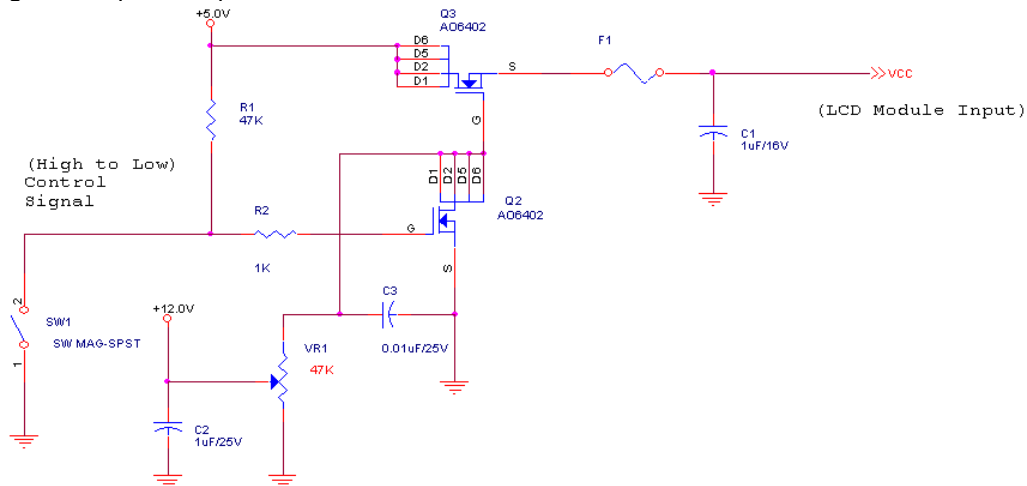 +5.0V
Q3
AO6402
D6
D5
D2
D1
S
G
F1
VCC
(LCD Module Input)
R1
47K
C1
1uF/16V
(High to Low)
Control
Signal
D1
D2
D5
D6
Q2
AO6402
R2
1K
G
S
2
SW1
SW MAG-SPST
1
+12.0V
C3
0.01uF/25V
VR1
47K
C2
1uF/25V